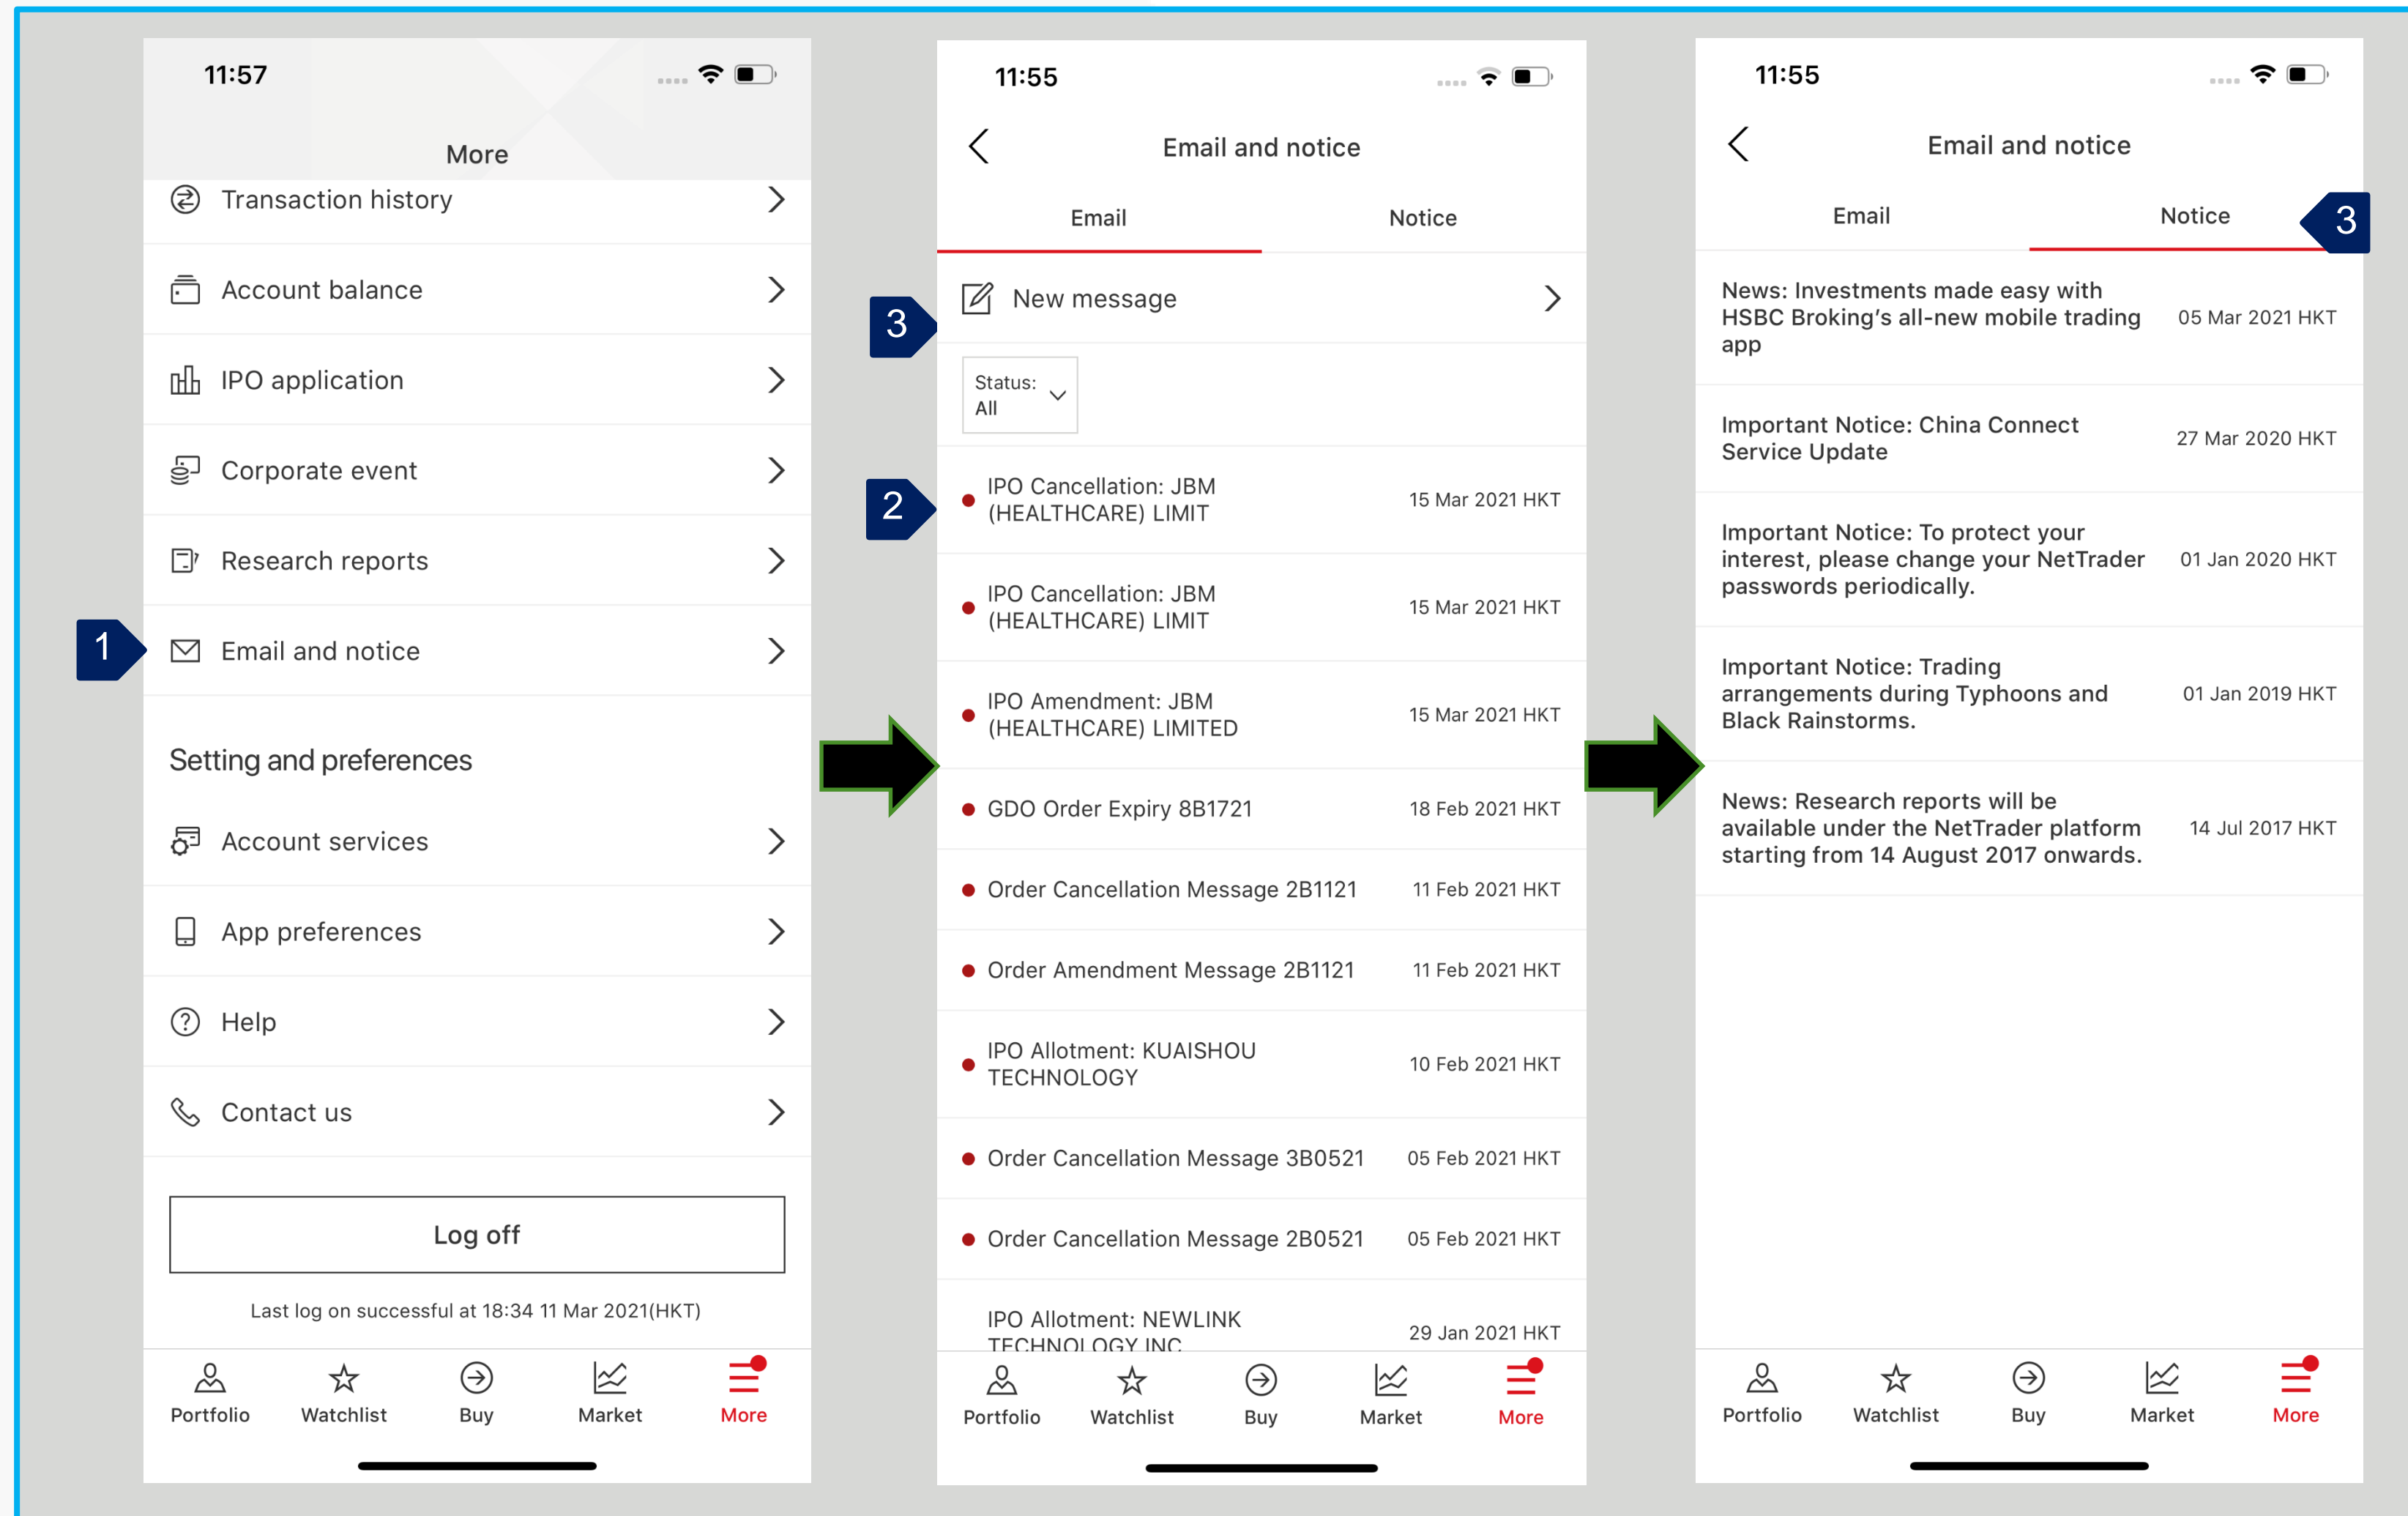 11:57
More
Transaction history
Account balance
IPO application
Corporate event
Research reports
1
Email and notice
Setting and preferences
Account services
App preferences
Help
Contact us
Log off
Last log on successful at 18:34 11 Mar 2021(HKT)
Portfolio Watchlist Buy Market More
11:55
Email and notice
Email Notice
3
New message
Status:
All
2
IPO Cancellation: JBM
(HEALTHCARE) LIMIT
15 Mar 2021 HKT
IPO Cancellation: JBM
(HEALTHCARE) LIMIT
15 Mar 2021 HKT
IPO Amendment: JBM
(HEALTHCARE) LIMITED
15 Mar 2021 HKT
GDO Order Expiry 8B1721 18 Feb 2021 HKT
Order Cancellation Message 2B1121 11 Feb 2021 HKT
Order Amendment Message 2B1121 11 Feb 2021 HKT
IPO Allotment: KUAISHOU
TECHNOLOGY
10 Feb 2021 HKT
Order Cancellation Message 3B0521 05 Feb 2021 HKT
Order Cancellation Message 2B0521 05 Feb 2021 HKT
IPO Allotment: NEWLINK
TECHNOLOGY INC
29 Jan 2021 HKT
Portfolio Watchlist Buy Market More
11:55
Email and notice
Email Notice
3
News: Investments made easy with
HSBC Broking's all-new mobile trading
app
05 Mar 2021 HKT
Important Notice: China Connect
Service Update
27 Mar 2020 HKT
Important Notice: To protect your
interest, please change your NetTrader
passwords periodically.
01 Jan 2020 HKT
Important Notice: Trading
arrangements during Typhoons and
Black Rainstorms.
01 Jan 2019 HKT
News: Research reports will be
available under the NetTrader platform
starting from 14 August 2017 onwards.
14 Jul 2017 HKT
Portfolio Watchlist Buy Market More